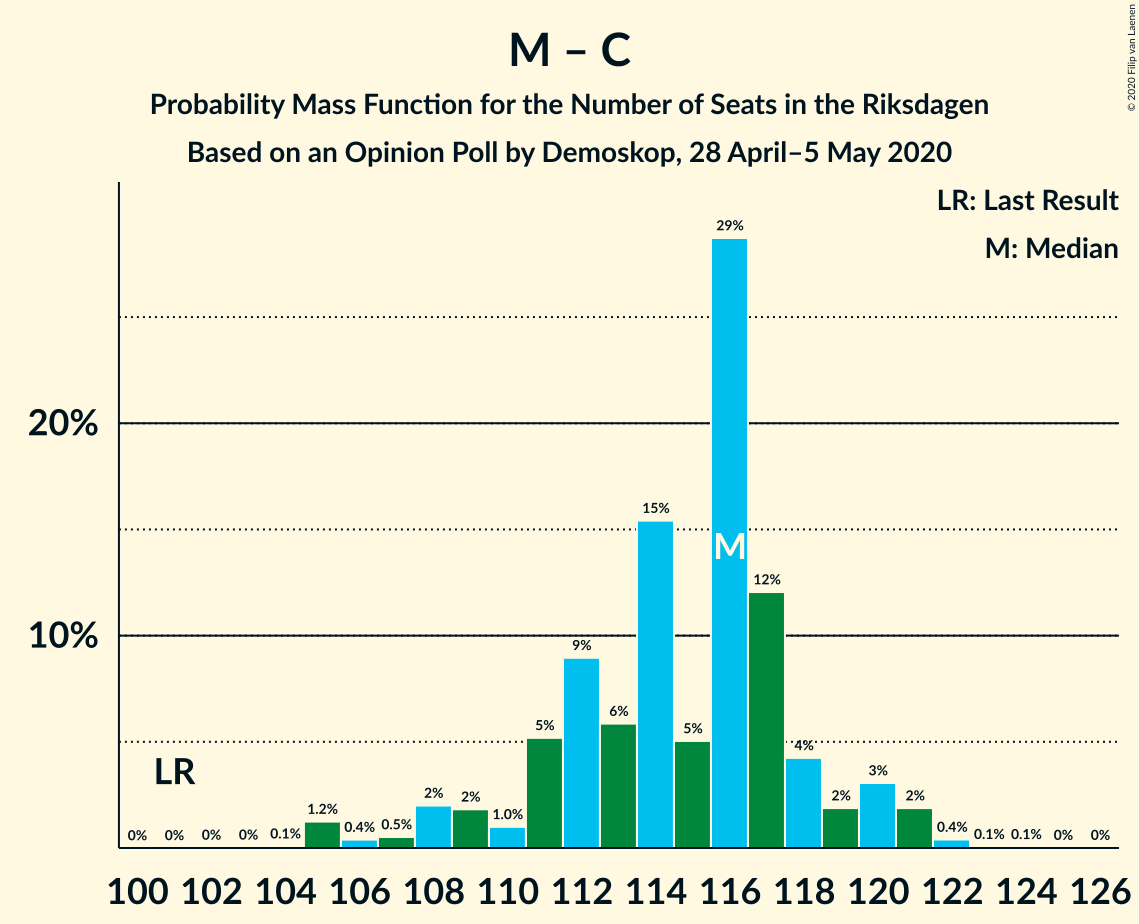 M – C
Probability Mass Function for the Number of Seats in the Riksdagen
Based on an Opinion Poll by Demoskop, 28 April–5 May 2020
© 2020 Filip van Laenen
LR: Last Result
M: Median
20%
10%
LR
M
0% 0% 0% 0% 0.1% 1.2% 0.4% 0.5% 2% 2% 1.0% 5% 9% 6% 15% 5% 29% 12% 4% 2% 3% 2% 0.4% 0.1% 0.1% 0% 0%
100 102 104 106 108 110 112 114 116 118 120 122 124 126